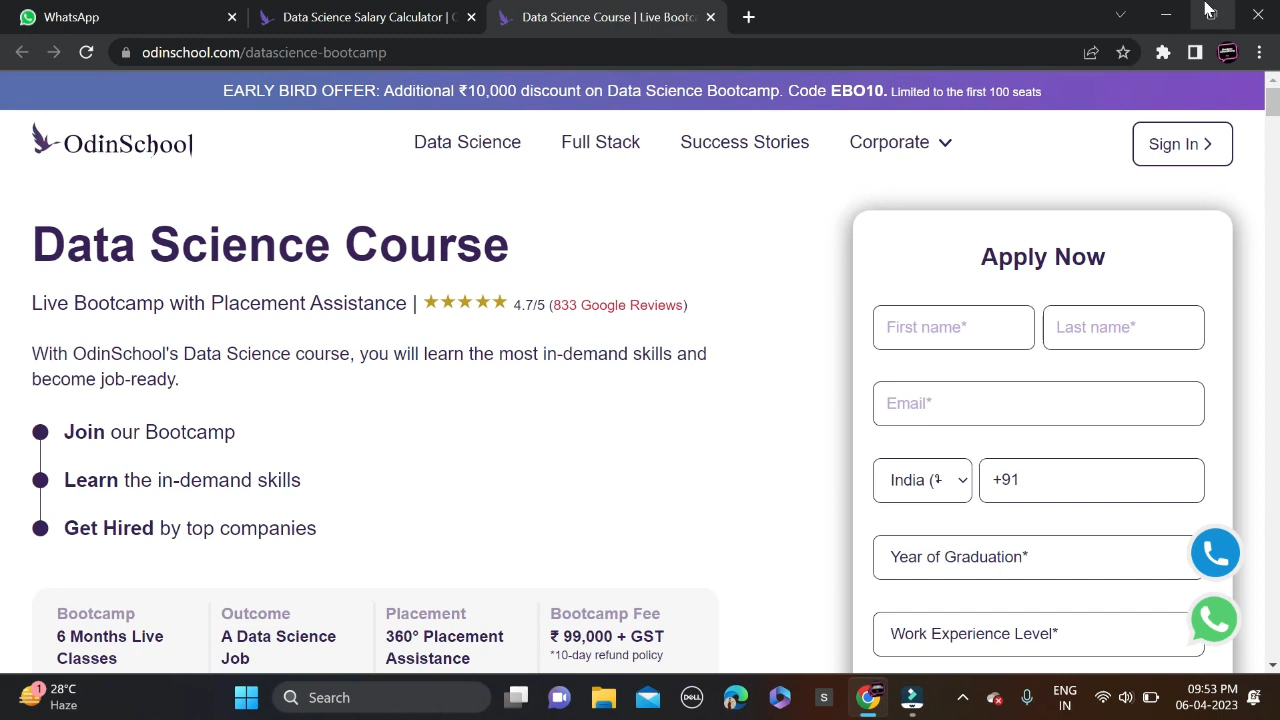 WhatsApp
Data Science Salary Calculator | C
Data Science Course | Live Bootc
odinschool.com/datascience-bootcamp
EARLY BIRD OFFER: Additional ₹10,000 discount on Data Science Bootcamp. Code EBO10. Limited to the first 100 seats
OdinSchool
Data Science
Full Stack
Success Stories
Corporate
Sign In
Data Science Course
Live Bootcamp with Placement Assistance | ★★★★★ 4.7/5 (833 Google Reviews)
With OdinSchool's Data Science course, you will learn the most in-demand skills and
become job-ready.
Join our Bootcamp
Learn the in-demand skills
Get Hired by top companies
Bootcamp
6 Months Live
Classes
Outcome
A Data Science
Job
Placement
360° Placement
Assistance
Bootcamp Fee
₹ 99,000 + GST
*10-day refund policy
Apply Now
First name*
Last name*
Email*
India (
+91
Year of Graduation*
Work Experience Level*
1
28°C
Haze
Search
DELL
S
ENG
IN
09:53 PM
06-04-2023